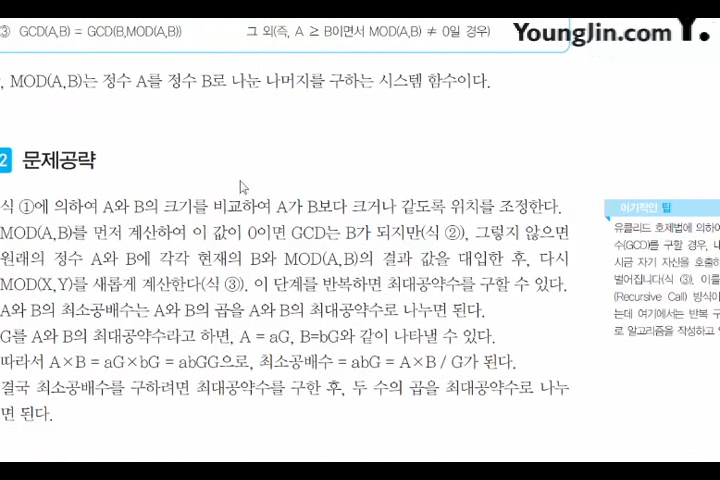 ③ GCD(A,B) = GCD(B,MOD(A,B)) 그 외(즉, A ≥ B이면서 MOD(A,B) ≠ 0일 경우)
YoungJin.com Y.
, MOD(A,B)는 정수 A를 정수 B로 나눈 나머지를 구하는 시스템 함수이다.
2 문제공략
식 ①에 의하여 A와 B의 크기를 비교하여 A가 B보다 크거나 같도록 위치를 조정한다.
MOD(A,B)를 먼저 계산하여 이 값이 0이면 GCD는 B가 되지만(식 ②), 그렇지 않으면
원래의 정수 A와 B에 각각 현재의 B와 MOD(A,B)의 결과 값을 대입한 후, 다시
MOD(X,Y)를 새롭게 계산한다(식 ③). 이 단계를 반복하면 최대공약수를 구할 수 있다.
A와 B의 최소공배수는 A와 B의 곱을 A와 B의 최대공약수로 나누면 된다.
G를 A와 B의 최대공약수라고 하면, A = aG, B=bG와 같이 나타낼 수 있다.
따라서 A×B = aG×bG = abGG으로, 최소공배수 = abG = A×B / G가 된다.
결국 최소공배수를 구하려면 최대공약수를 구한 후, 두 수의 곱을 최대공약수로 나누
면 된다.
이기적인 팁
유클리드 호제법에 의하여
수(GCD)를 구할 경우,
시금 자기 자신을 호출
벌어집니다(식 ③). 이를
(Recursive Call) 방식이
는데 여기에서는 반복 구
로 알고리즘을 작성하고